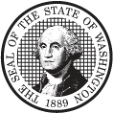 THE SEAL OF THE STATE OF WASHINGTON
1889